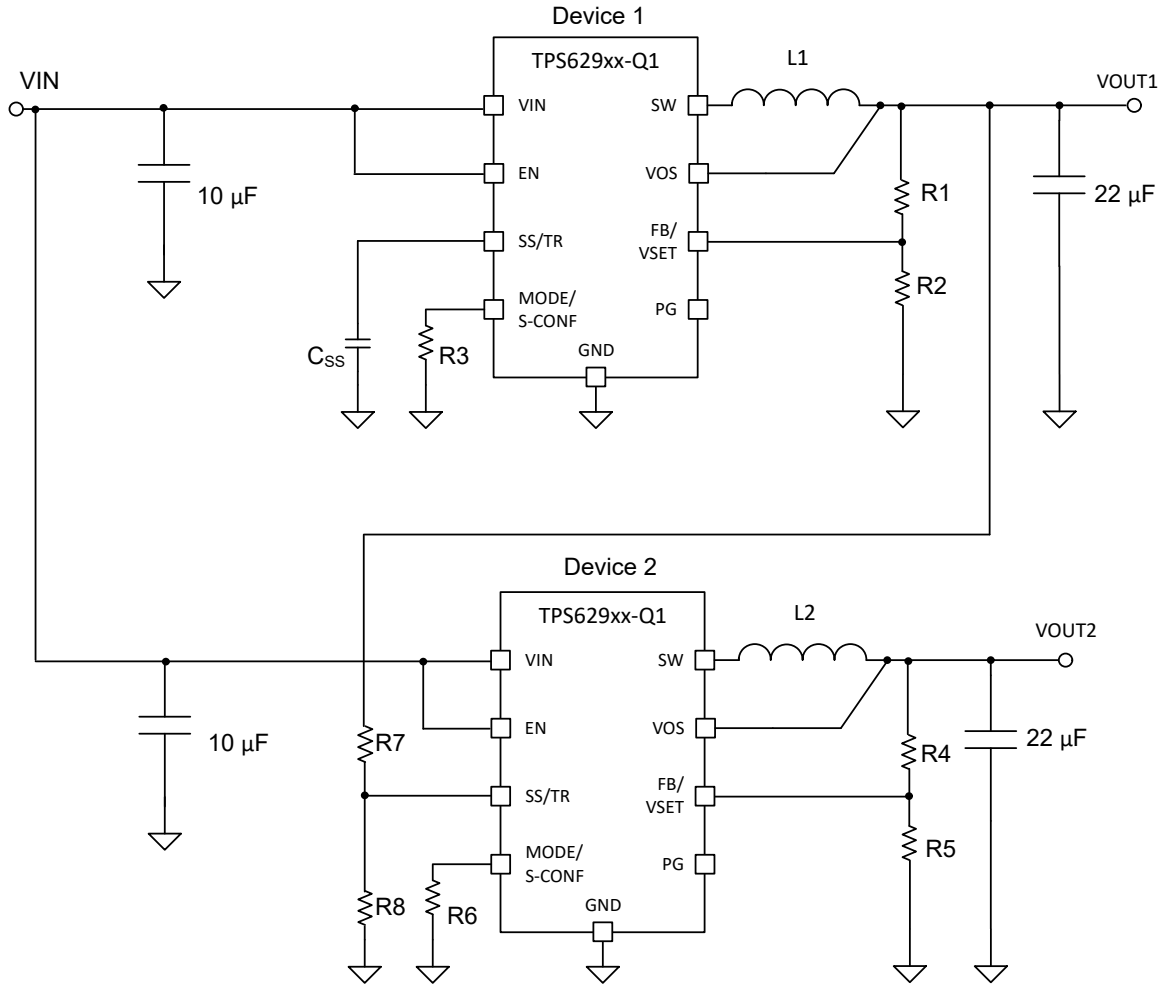 Device 1
TPS629xx-Q1
L1
VIN
VOUT1
VIN
SW
EN
VOS
10 µF
R1
22 µF
SS/TR
FB/
VSET
R2
MODE/
S-CONF
PG
CSS
R3
GND
Device 2
TPS629xx-Q1
L2
VOUT2
VIN
SW
EN
VOS
10 µF
R7
R4
22 µF
SS/TR
FB/
VSET
R5
MODE/
S-CONF
PG
R8
R6
GND